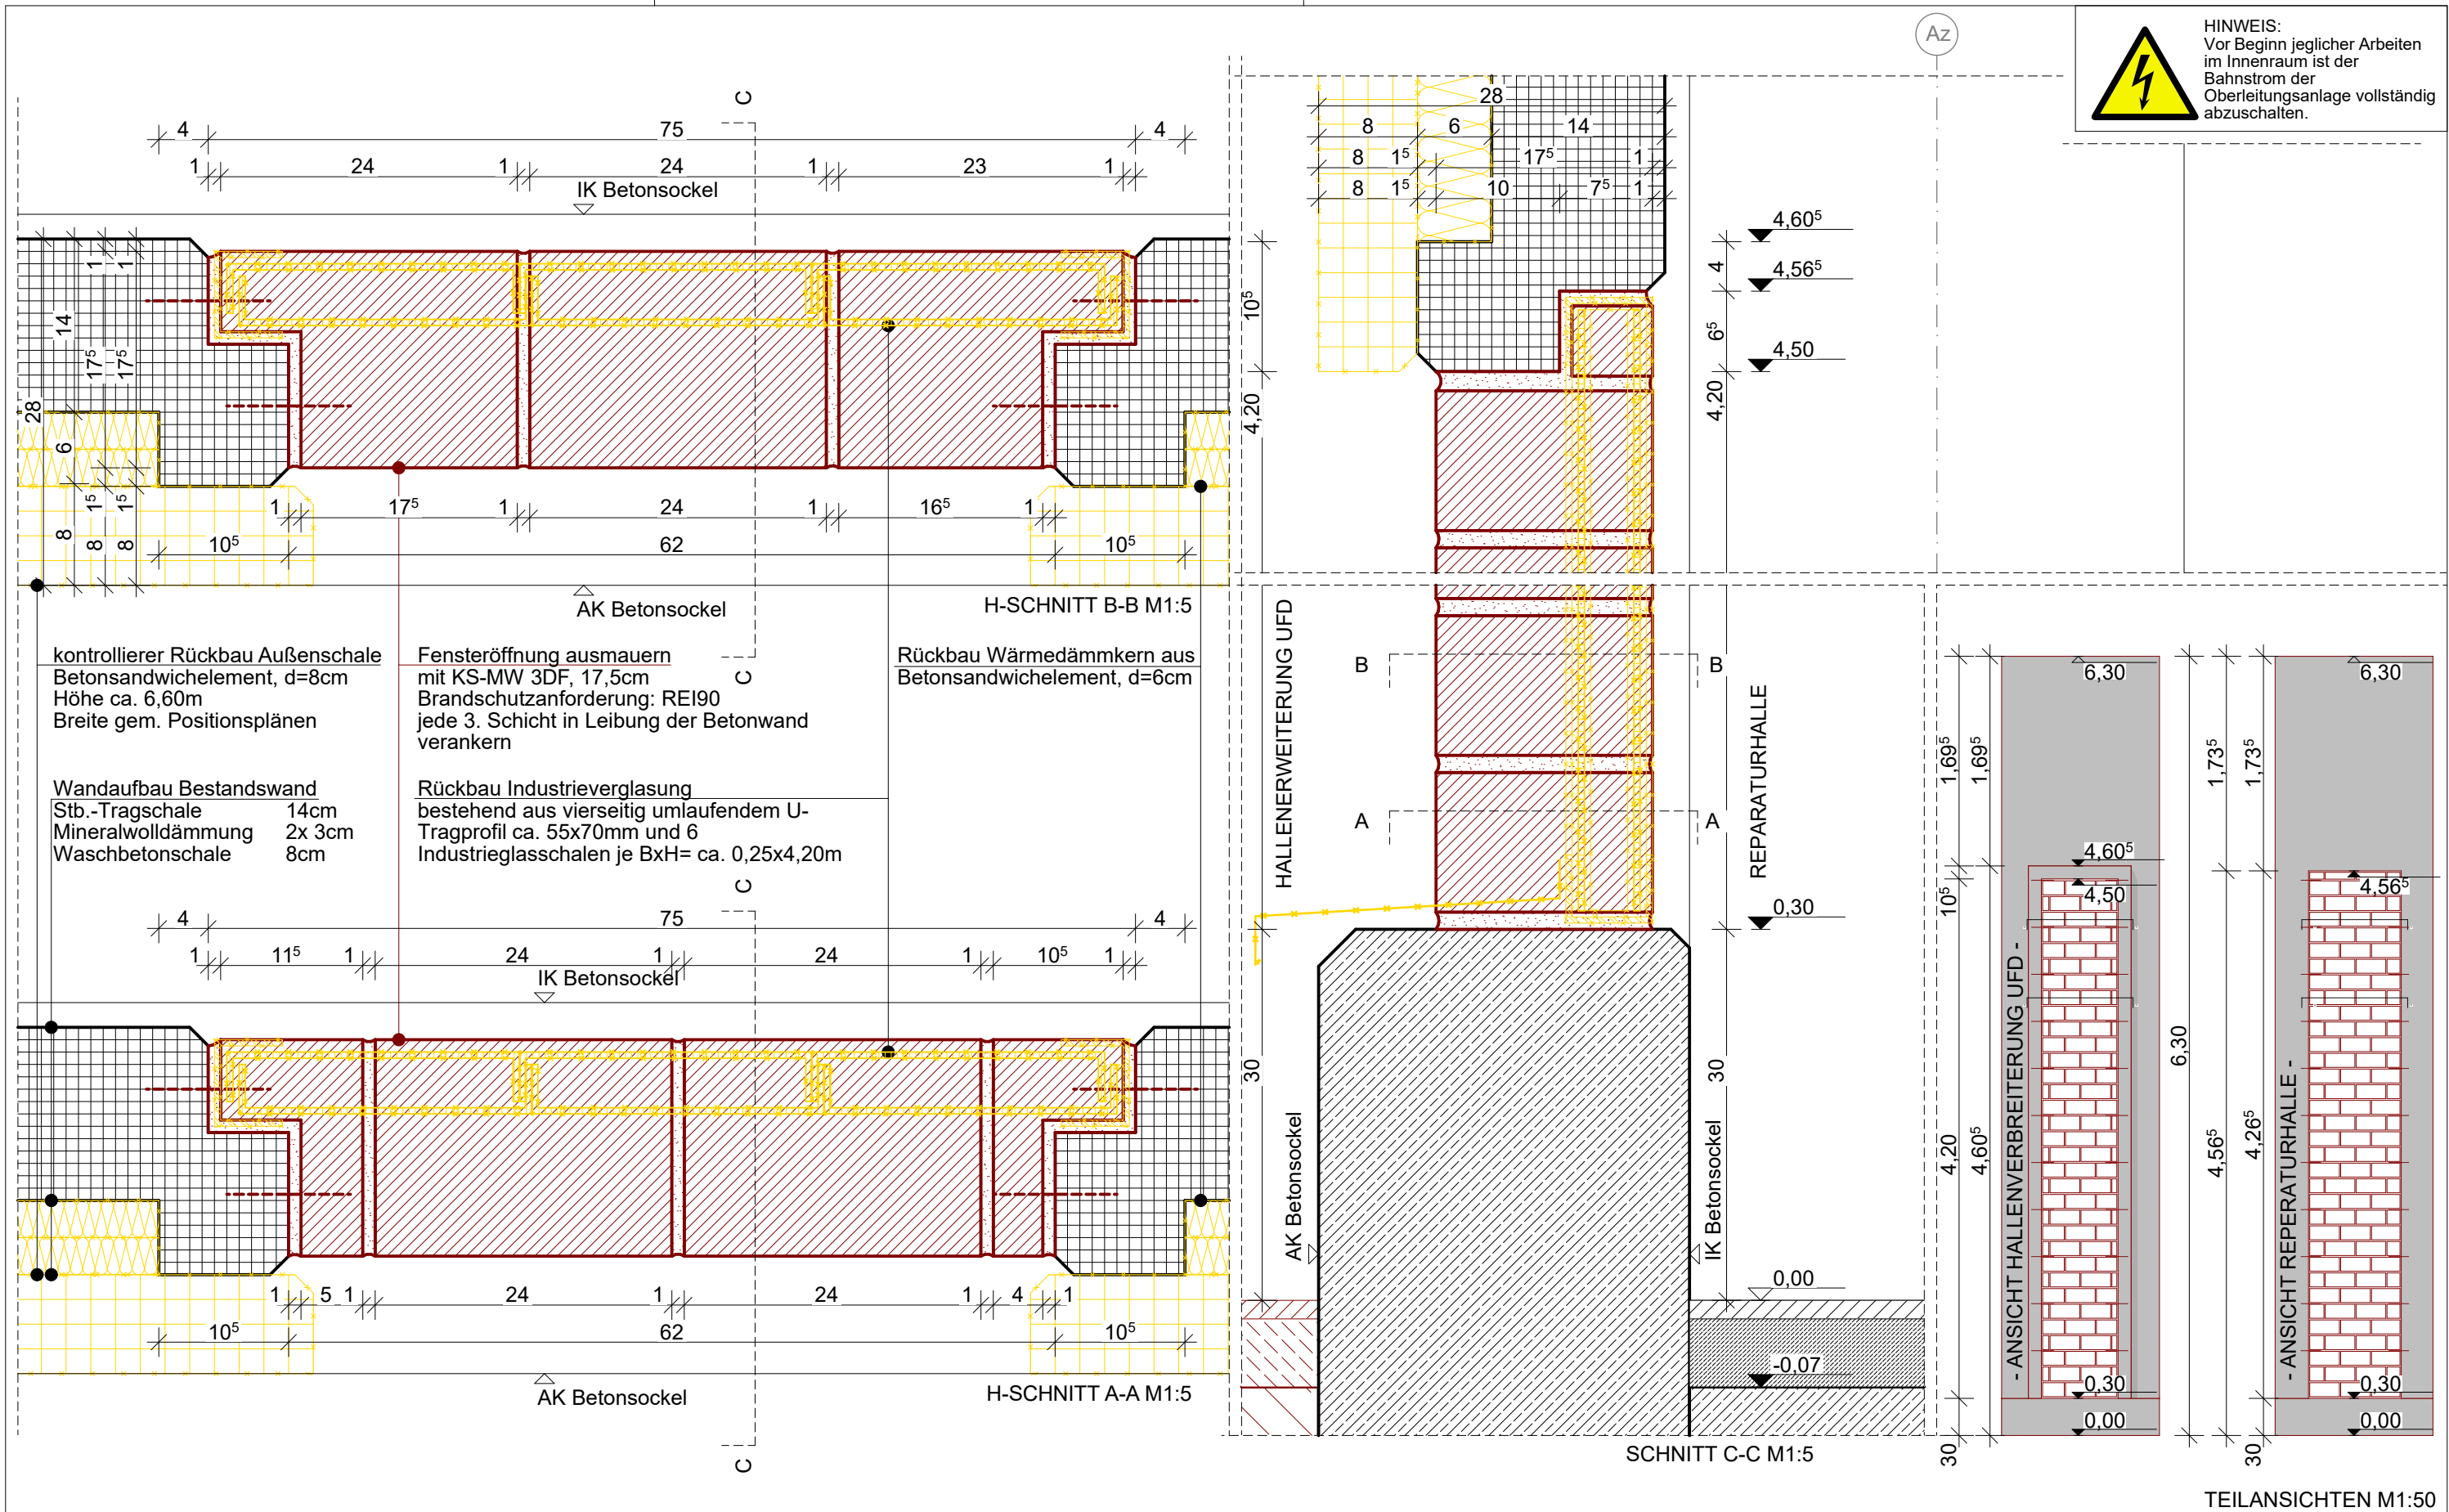 Az
HINWEIS:
Vor Beginn jeglicher Arbeiten
im Innenraum ist der
Bahnstrom der
Oberleitungsanlage vollständig
abzuschalten.
C
4 75 4
1 24 1 24 1 23 1
IK Betonsockel
28
14
6
8
1
17⁵
1⁵
8
1
17⁵
1⁵
8
1 17⁵ 1 24 1 16⁵ 1
10⁵ 62 10⁵
AK Betonsockel
H-SCHNITT B-B M1:5
C
kontrollierer Rückbau Außenschale
Betonsandwichelement, d=8cm
Höhe ca. 6,60m
Breite gem. Positionsplänen
Fensteröffnung ausmauern
mit KS-MW 3DF, 17,5cm
Brandschutzanforderung: REI90
jede 3. Schicht in Leibung der Betonwand
verankern
Rückbau Wärmedämmkern aus
Betonsandwichelement, d=6cm
Wandaufbau Bestandswand
Stb.-Tragschale 14cm
Mineralwolldämmung 2x 3cm
Waschbetonschale 8cm
Rückbau Industrieverglasung
bestehend aus vierseitig umlaufendem U-
Tragprofil ca. 55x70mm und 6
Industrieglasschalen je BxH= ca. 0,25x4,20m
C
4 75 4
1 11⁵ 1 24 1 24 1 10⁵ 1
IK Betonsockel
1 5 1 24 1 24 1 4 1
10⁵ 62 10⁵
AK Betonsockel
H-SCHNITT A-A M1:5
C
28
8 6 14
8 1⁵ 17⁵ 1
8 1⁵ 10 7⁵ 1
10⁵
4,20
4
6⁵
4,20
4,60⁵
4,56⁵
4,50
HALLENERWEITERUNG UFD
REPARATURHALLE
B B
A A
0,30
30
30
AK Betonsockel
IK Betonsockel
0,00
-0,07
SCHNITT C-C M1:5
1,69⁵
10⁵
4,20
30
1,69⁵
4,60⁵
- ANSICHT HALLENVERBREITERUNG UFD -
6,30
4,60⁵
4,50
0,30
0,00
6,30
1,73⁵
4,56⁵
1,73⁵
4,26⁵
30
- ANSICHT REPERATURHALLE -
6,30
4,56⁵
0,30
0,00
TEILANSICHTEN M1:50